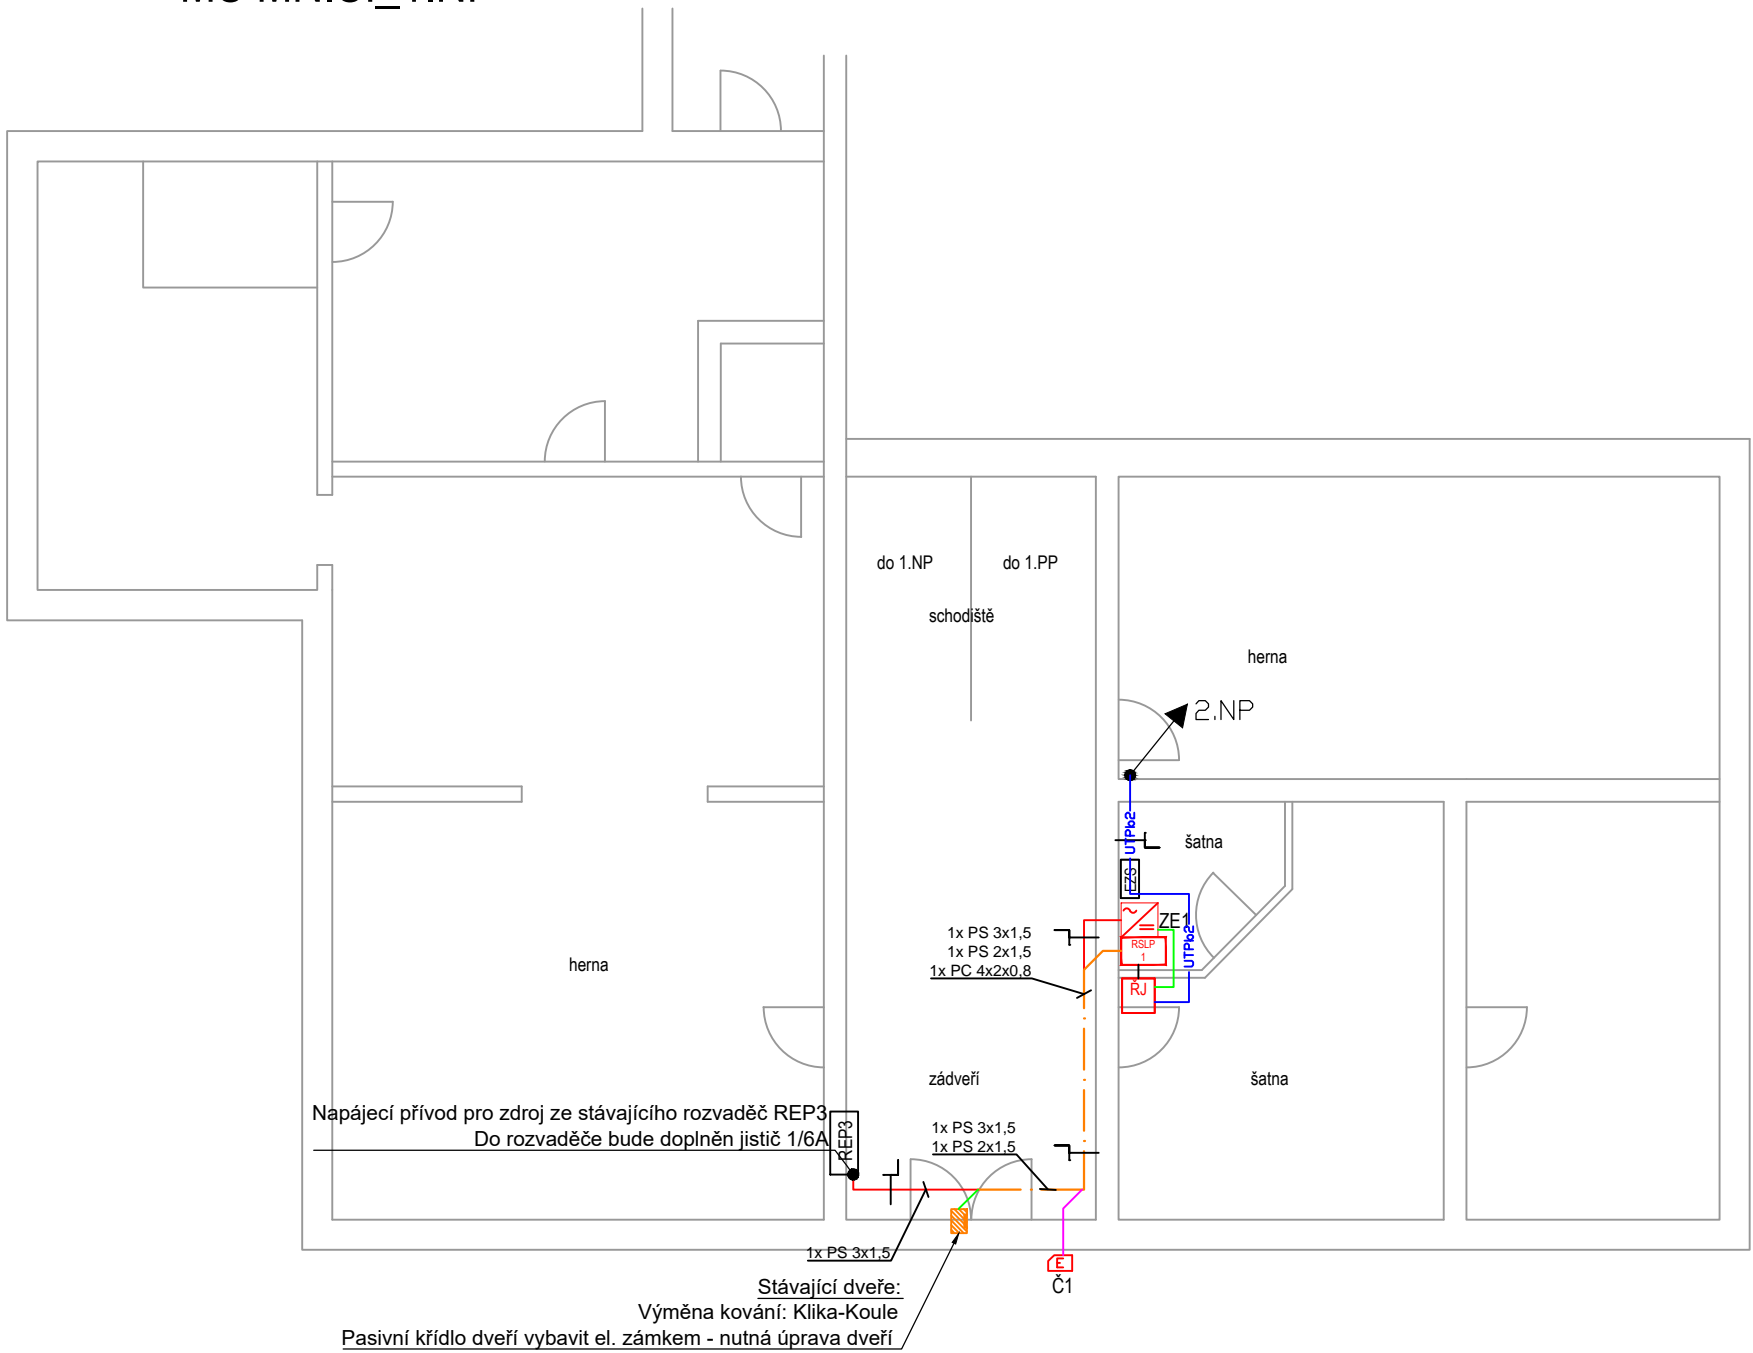 do 1.NP
do 1.PP
schodiště
herna
2.NP
UTPb2
šatna
EZS
ZE1
1x PS 3x1,5
1x PS 2x1,5
1x PC 4x2x0,8
RSLP
1
UTPb2
ŘJ
herna
zádveří
šatna
Napájecí přívod pro zdroj ze stávajícího rozvaděč REP3
Do rozvaděče bude doplněn jistič 1/6A
REP3
1x PS 3x1,5
1x PS 2x1,5
1x PS 3x1,5
E
Č1
Stávající dveře:
Výměna kování: Klika-Koule
Pasivní křídlo dveří vybavit el. zámkem - nutná úprava dveří